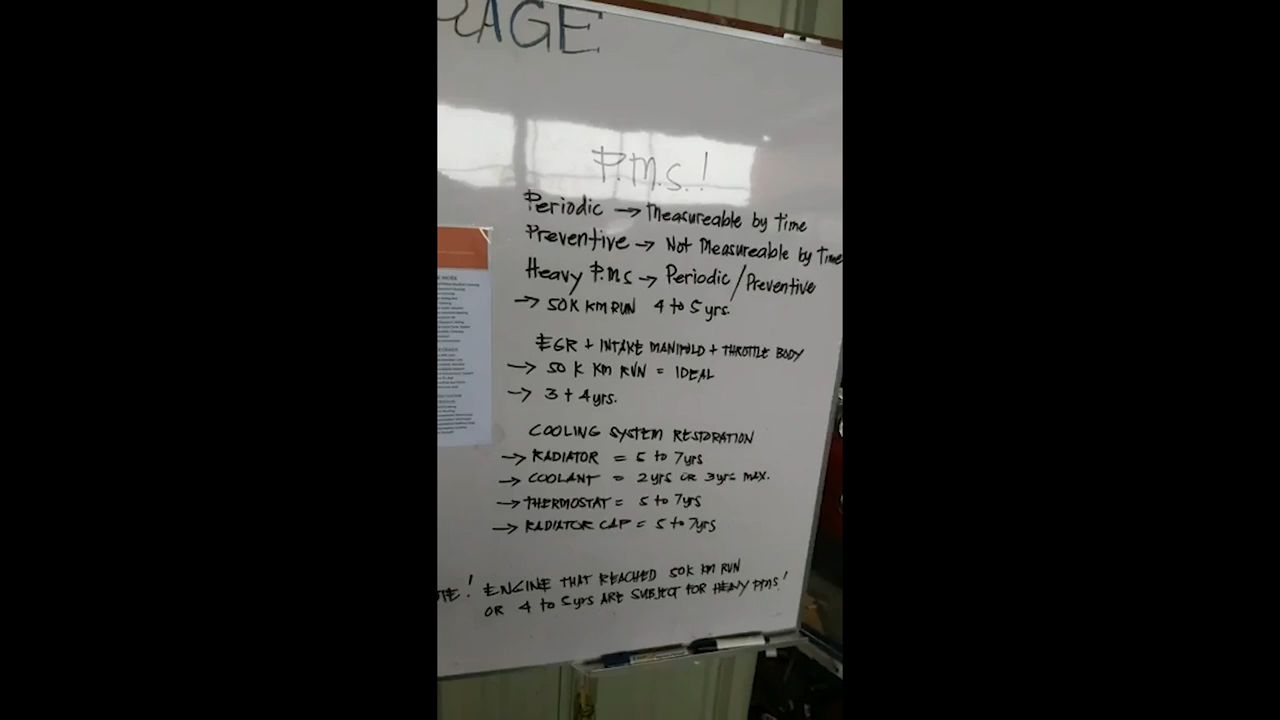 AGE
P.M.S.!
Periodic → Measureable by time
Preventive → Not Measureable by Time
Heavy P.M.S → Periodic/Preventive
→ 50K KM RUN 4 to 5 yrs.
EGR + INTAKE MANIFOLD + THROTTLE BODY
→ 50 K KM RUN = IDEAL
→ 3 + 4 yrs.
COOLING SYSTEM RESTORATION
→ RADIATOR = 5 to 7yrs
→ COOLANT = 2yrs OR 3yrs MAX.
→ THERMOSTAT = 5 to 7yrs
→ RADIATOR CAP = 5 to 7yrs
TE! ENGINE THAT REACHED 50K KM RUN
OR 4 to 5yrs ARE SUBJECT FOR HEAVY PMS!